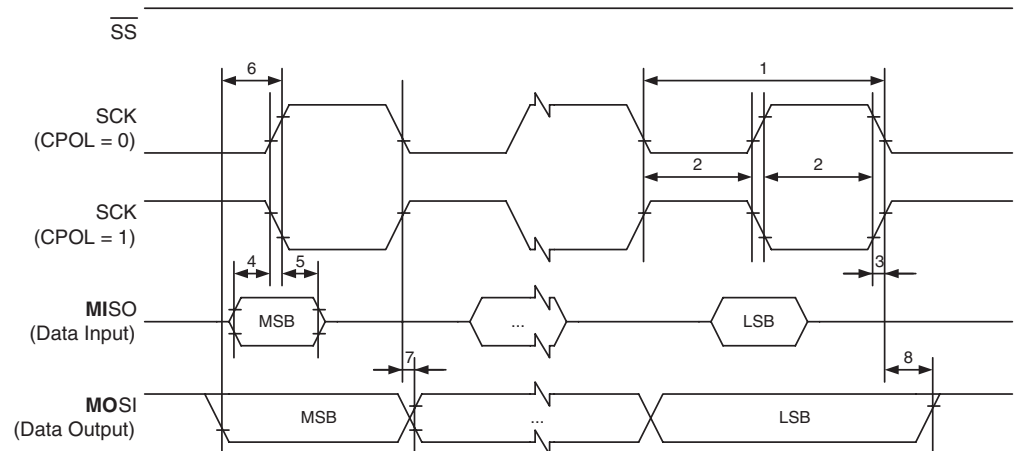 SS
6
1
SCK
(CPOL = 0)
2
2
SCK
(CPOL = 1)
4
5
3
MISO
(Data Input)
MSB
...
LSB
7
8
MOSI
(Data Output)
MSB
...
LSB